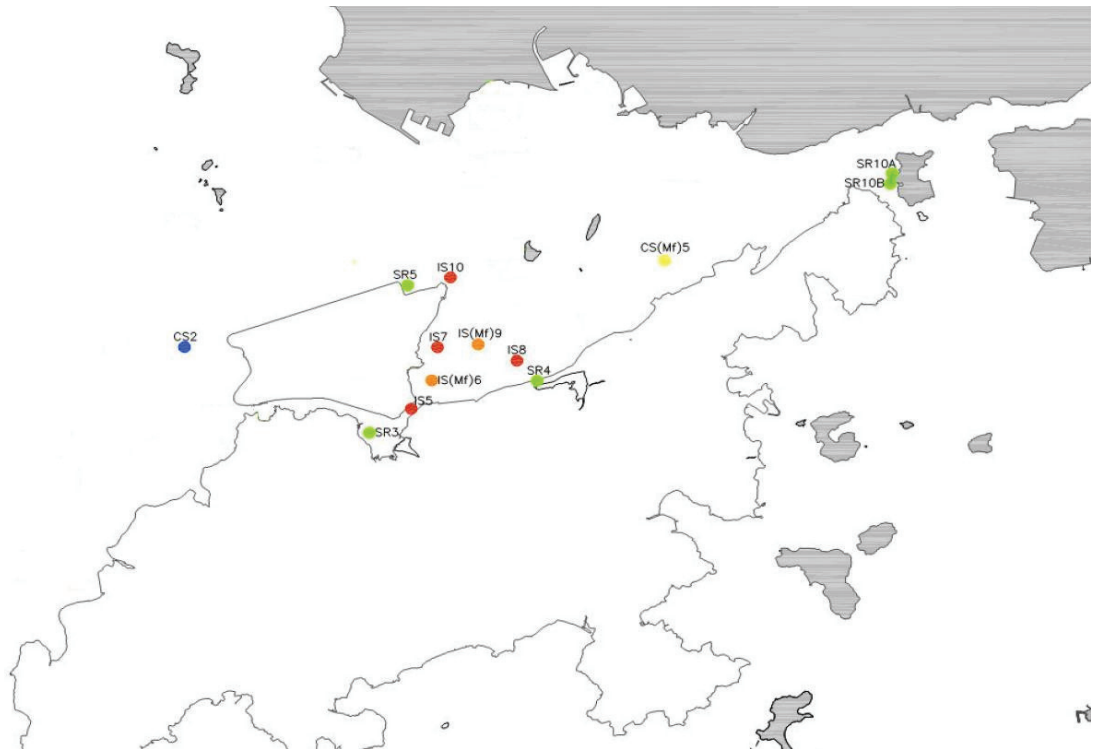 SR10A
SR10B
CS(Mf)5
IS10
SR5
CS2
IS7
IS(Mf)9
IS8
SR4
IS(Mf)6
IS5
SR3